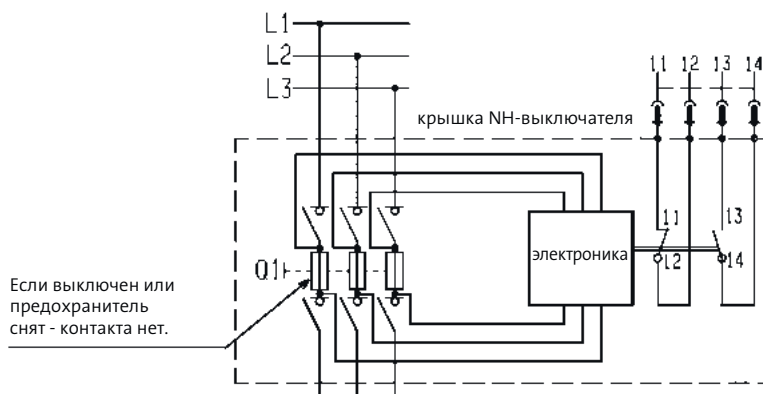 L1
L2
L3
11 12 13 14
крышка NH-выключателя
11
13
электроника
12
14
Q1
Если выключен или
предохранитель
снят - контакта нет.